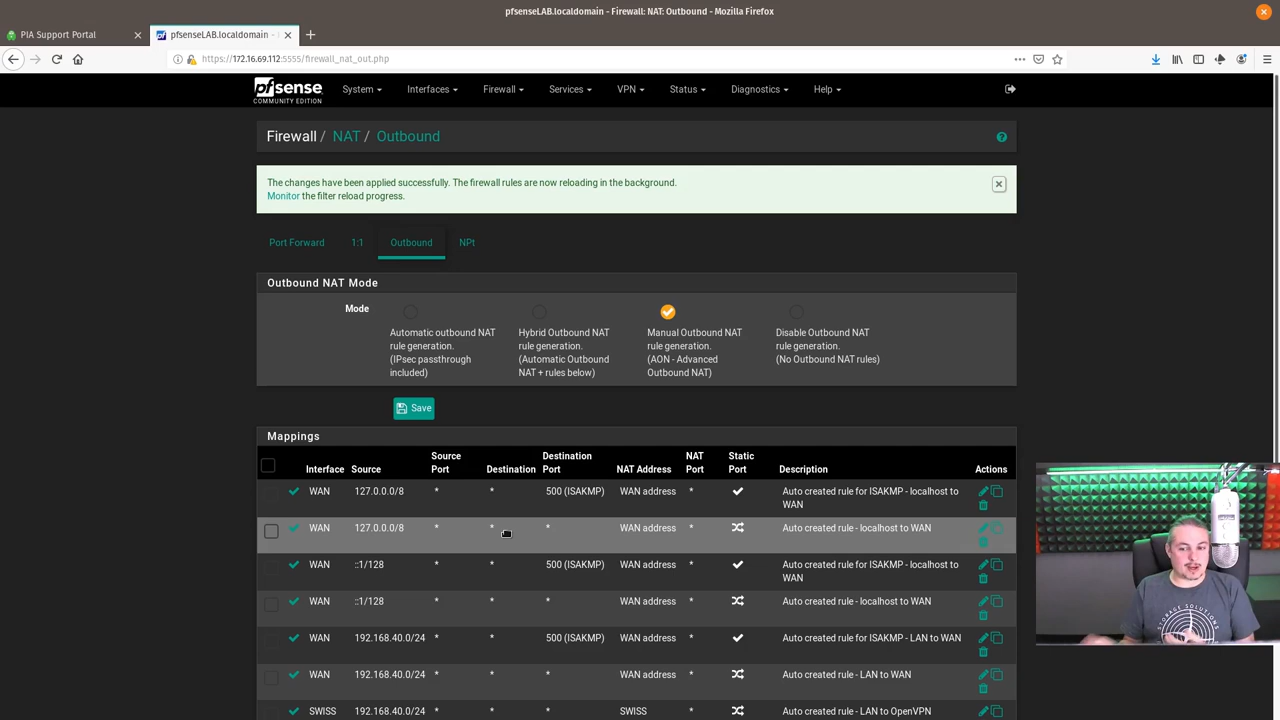 pfsenseLAB.localdomain - Firewall: NAT: Outbound - Mozilla Firefox
PIA Support Portal
pfsenseLAB.localdomain -
https://172.16.69.112:5555/firewall_nat_out.php
pfsense
COMMUNITY EDITION
System
Interfaces
Firewall
Services
VPN
Status
Diagnostics
Help
Firewall / NAT / Outbound
The changes have been applied successfully. The firewall rules are now reloading in the background.
Monitor the filter reload progress.
Port Forward
1:1
Outbound
NPt
Outbound NAT Mode
Mode
Automatic outbound NAT
rule generation.
(IPsec passthrough
included)
Hybrid Outbound NAT
rule generation.
(Automatic Outbound
NAT + rules below)
Manual Outbound NAT
rule generation.
(AON - Advanced
Outbound NAT)
Disable Outbound NAT
rule generation.
(No Outbound NAT rules)
Save
Mappings
Interface Source Source Port Destination Destination Port NAT Address NAT Port Static Port Description Actions
WAN 127.0.0.0/8 * * 500 (ISAKMP) WAN address * Auto created rule for ISAKMP - localhost to
WAN
WAN 127.0.0.0/8 * * * WAN address * Auto created rule - localhost to WAN
WAN ::1/128 * * 500 (ISAKMP) WAN address * Auto created rule for ISAKMP - localhost to
WAN
WAN ::1/128 * * * WAN address * Auto created rule - localhost to WAN
WAN 192.168.40.0/24 * * 500 (ISAKMP) WAN address * Auto created rule for ISAKMP - LAN to WAN
WAN 192.168.40.0/24 * * * WAN address * Auto created rule - LAN to WAN
SWISS 192.168.40.0/24 * * * SWISS * Auto created rule - LAN to OpenVPN